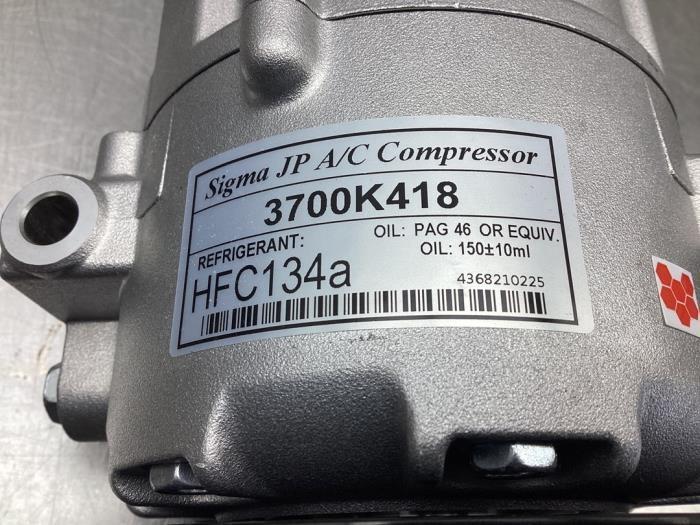 Sigma JP A/C Compressor
3700K418
OIL: PAG 46 OR EQUIV.
REFRIGERANT:
OIL: 150±10ml
HFC134a
4368210225